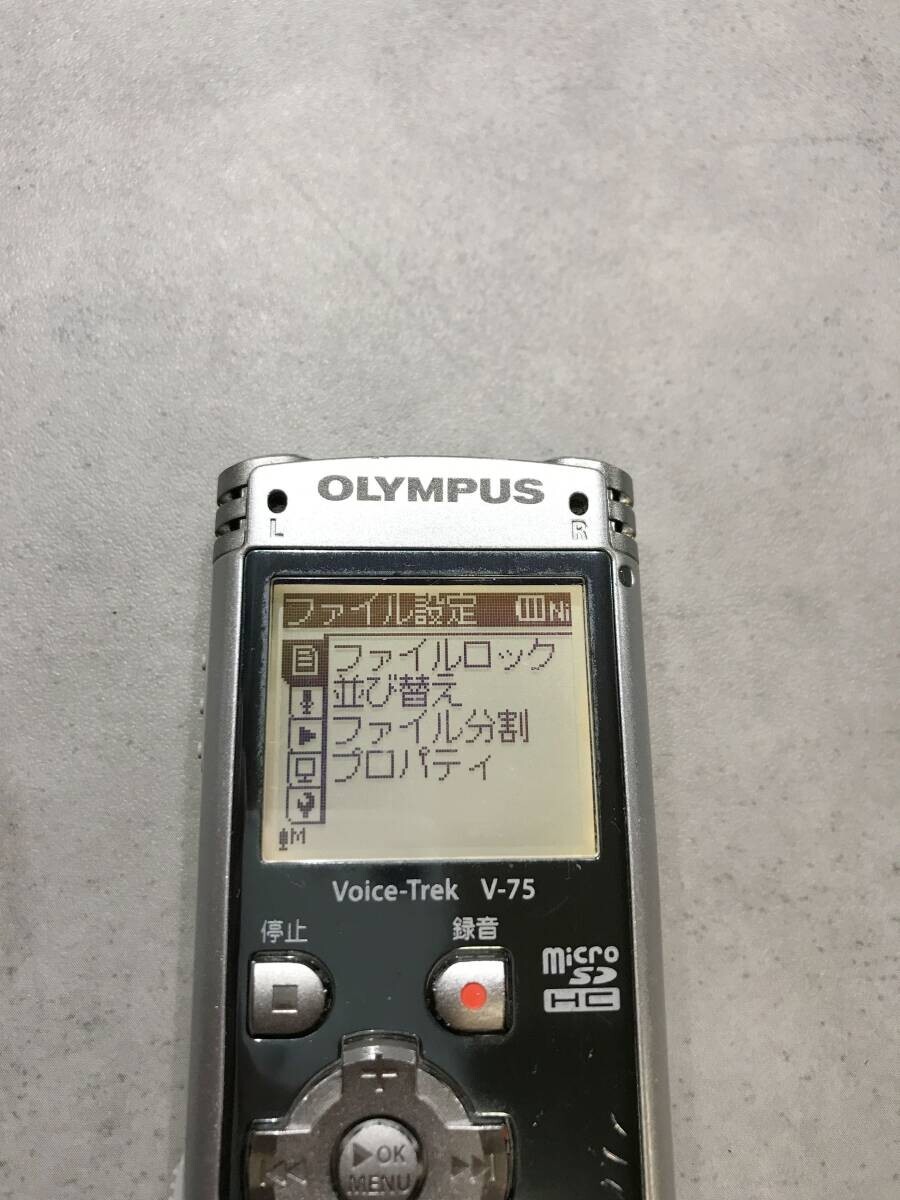 OLYMPUS
L R
ファイル設定 Ni
ファイルロック
並び替え
ファイル分割
プロパティ
M
Voice-Trek V-75
停止 録音
micro
SD
HC
+
OK
MENU